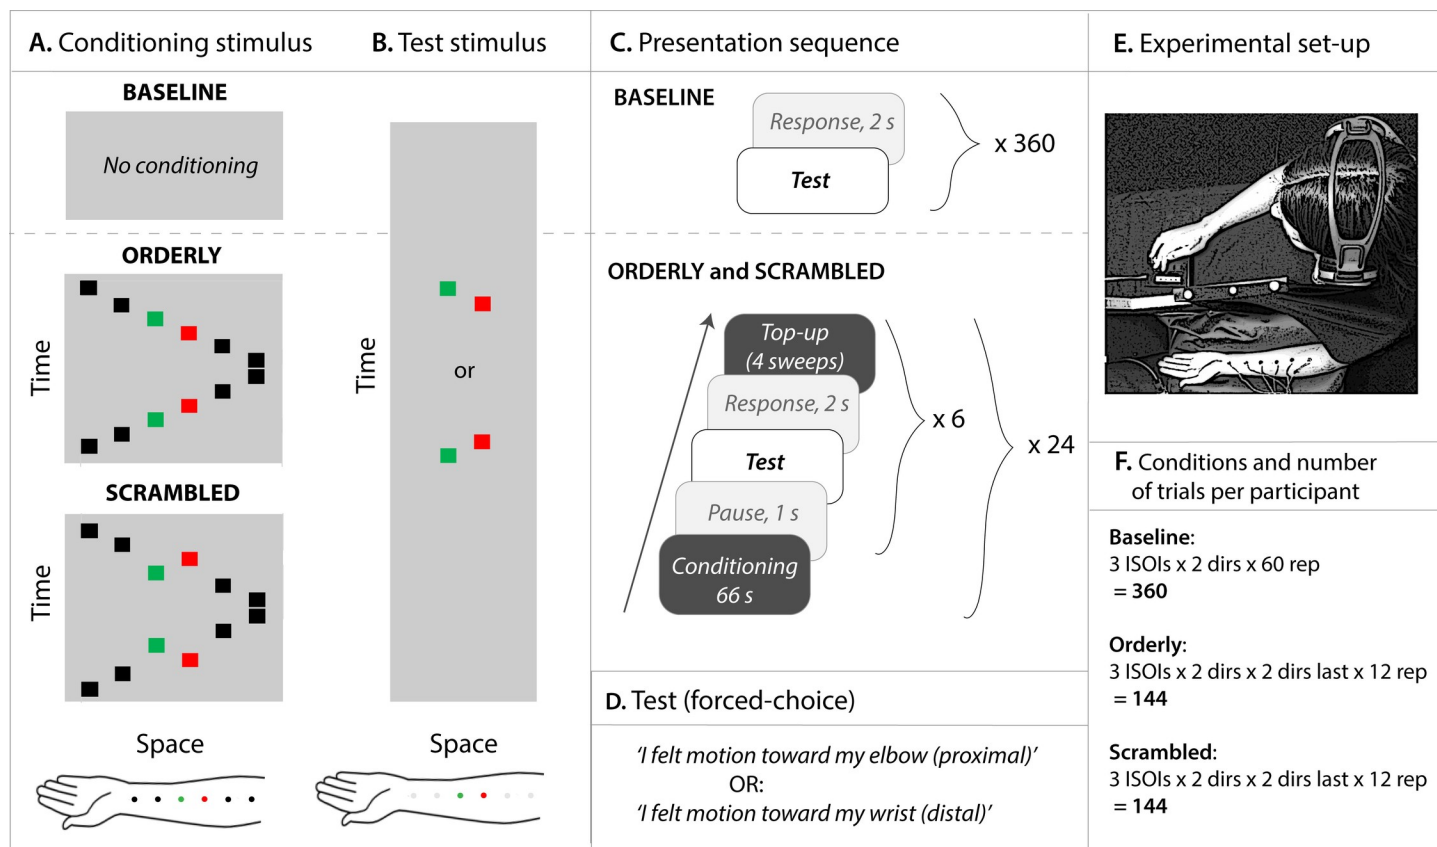 A. Conditioning stimulus
BASELINE
No conditioning
ORDERLY
Time
SCRAMBLED
Time
Space
B. Test stimulus
Time
or
Space
C. Presentation sequence
BASELINE
Response, 2 s
Test
x 360
ORDERLY and SCRAMBLED
Top-up
(4 sweeps)
Response, 2 s
Test
Pause, 1 s
Conditioning
66 s
x 6
x 24
D. Test (forced-choice)
‘I felt motion toward my elbow (proximal)’
OR:
‘I felt motion toward my wrist (distal)’
E. Experimental set-up
F. Conditions and number
of trials per participant
Baseline:
3 ISOIs x 2 dirs x 60 rep
= 360
Orderly:
3 ISOIs x 2 dirs x 2 dirs last x 12 rep
= 144
Scrambled:
3 ISOIs x 2 dirs x 2 dirs last x 12 rep
= 144